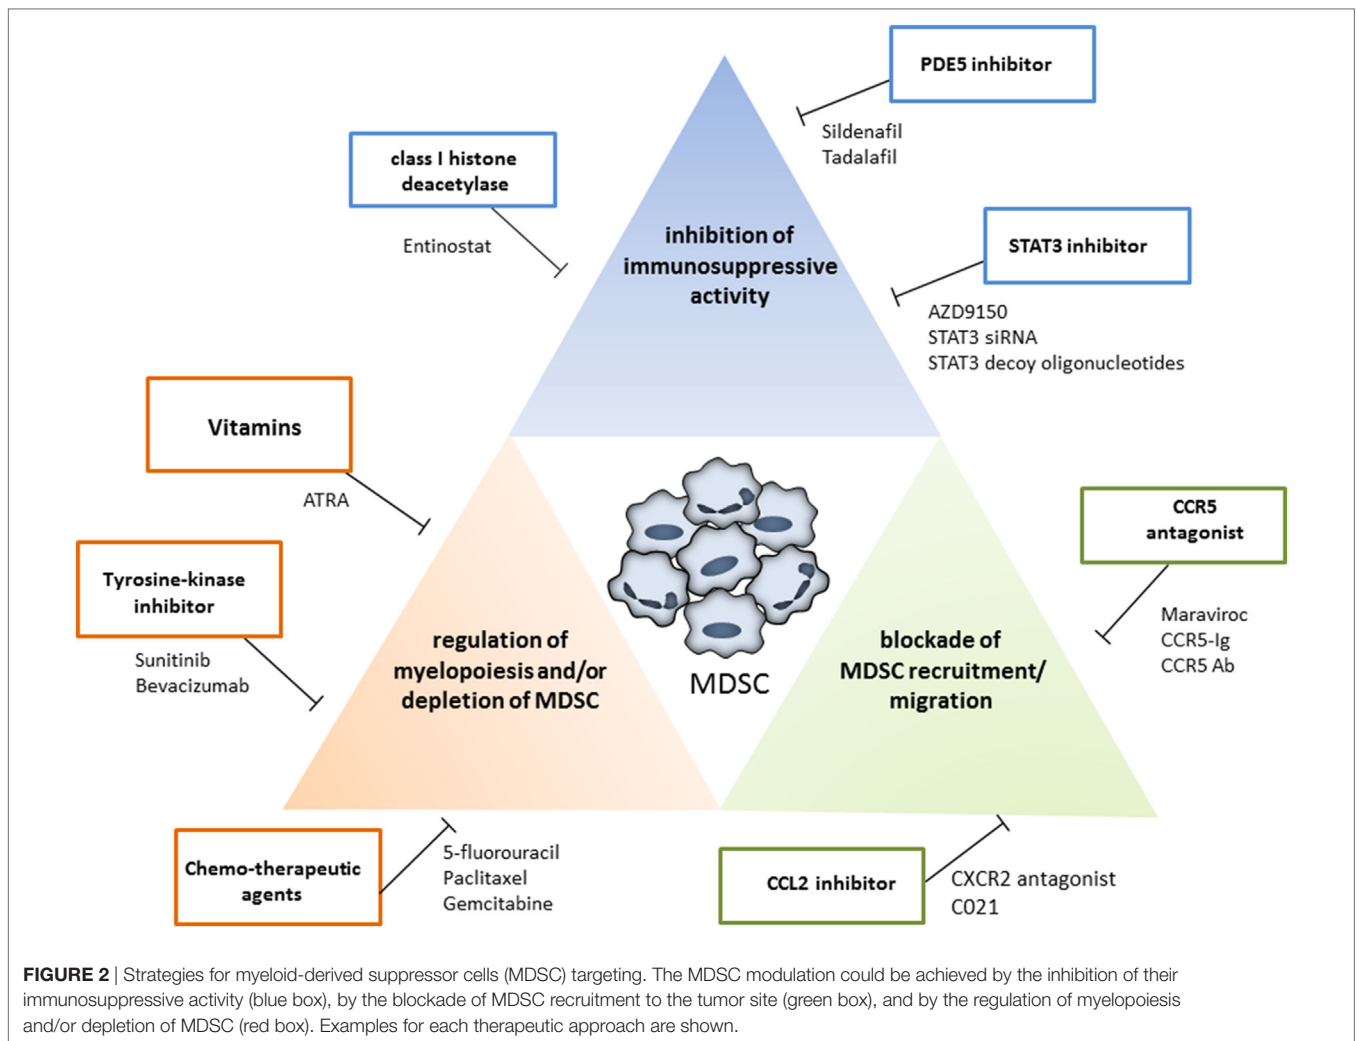 PDE5 inhibitor
Sildenafil
Tadalafil
class I histone
deacetylase
Entinostat
inhibition of
immunosuppressive
activity
STAT3 inhibitor
AZD9150
STAT3 siRNA
STAT3 decoy oligonucleotides
Vitamins
ATRA
CCR5
antagonist
Maraviroc
CCR5-Ig
CCR5 Ab
Tyrosine-kinase
inhibitor
Sunitinib
Bevacizumab
regulation of
myelopoiesis and/or
depletion of MDSC
MDSC
blockade of
MDSC recruitment/
migration
Chemo-therapeutic
agents
5-fluorouracil
Paclitaxel
Gemcitabine
CCL2 inhibitor
CXCR2 antagonist
C021
FIGURE 2 | Strategies for myeloid-derived suppressor cells (MDSC) targeting. The MDSC modulation could be achieved by the inhibition of their
immunosuppressive activity (blue box), by the blockade of MDSC recruitment to the tumor site (green box), and by the regulation of myelopoiesis
and/or depletion of MDSC (red box). Examples for each therapeutic approach are shown.